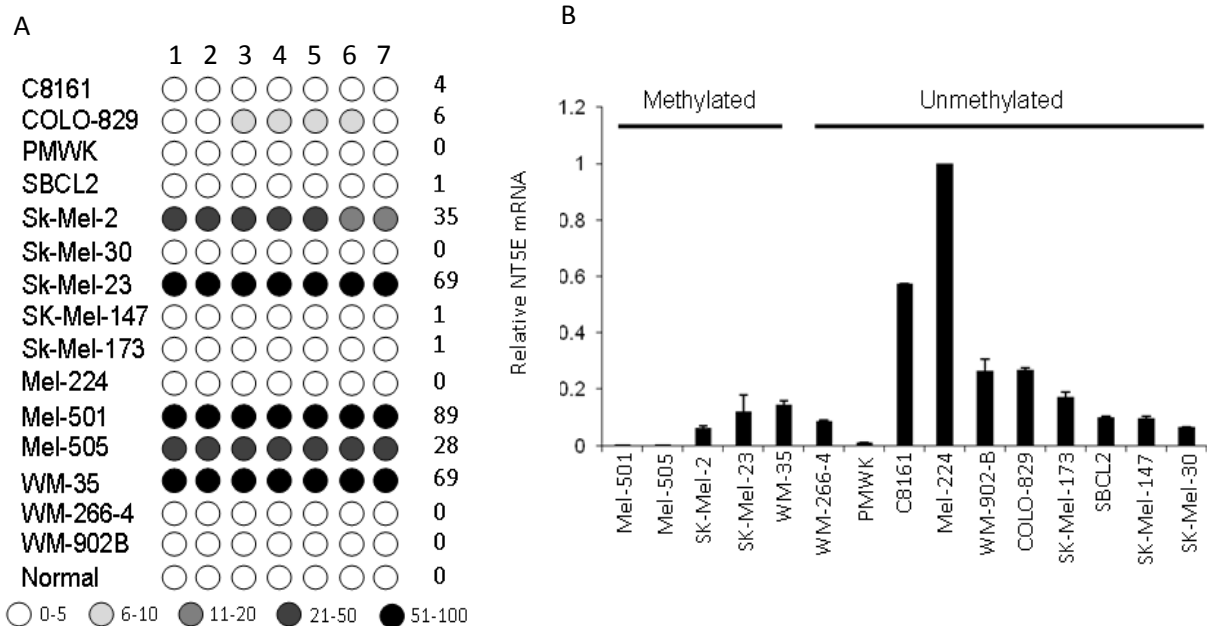 A
1 2 3 4 5 6 7
C8161 4
COLO-829 6
PMWK 0
SBCL2 1
Sk-Mel-2 35
Sk-Mel-30 0
Sk-Mel-23 69
SK-Mel-147 1
Sk-Mel-173 1
Mel-224 0
Mel-501 89
Mel-505 28
WM-35 69
WM-266-4 0
WM-902B 0
Normal 0
0-5 6-10 11-20 21-50 51-100
B
Methylated Unmethylated
Relative NT5E mRNA
1.2
1
0.8
0.6
0.4
0.2
0
Mel-501
Mel-505
SK-Mel-2
SK-Mel-23
WM-35
WM-266-4
PMWK
C8161
Mel-224
WM-902-B
COLO-829
SK-Mel-173
SBCL2
SK-Mel-147
SK-Mel-30